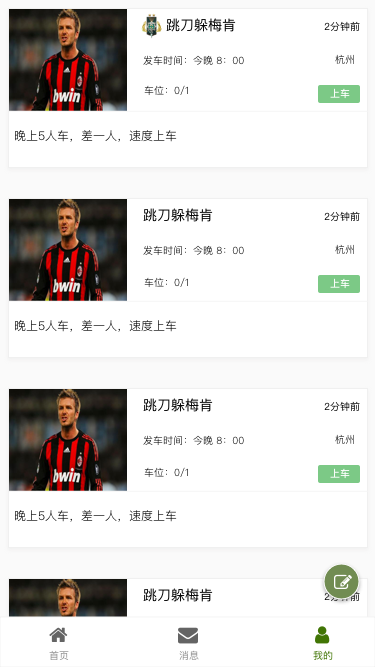 跳刀躲梅肯
2分钟前
发车时间：今晚 8：00
杭州
车位：0/1
上车
bwin
晚上5人车，差一人，速度上车
跳刀躲梅肯
2分钟前
发车时间：今晚 8：00
杭州
车位：0/1
上车
bwin
晚上5人车，差一人，速度上车
跳刀躲梅肯
2分钟前
发车时间：今晚 8：00
杭州
车位：0/1
上车
bwin
晚上5人车，差一人，速度上车
跳刀躲梅肯
2分钟前
首页
消息
我的